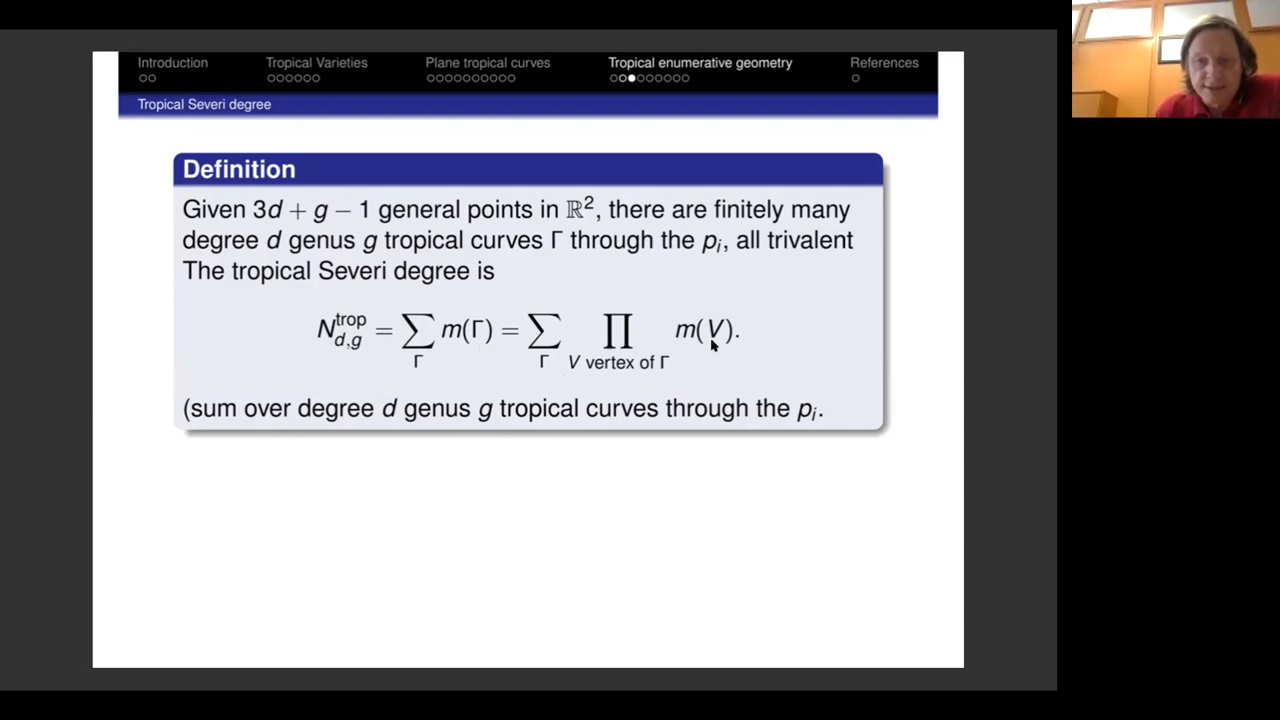 Introduction Tropical Varieties Plane tropical curves Tropical enumerative geometry References
Tropical Severi degree
Definition
Given 3d + g − 1 general points in ℝ², there are finitely many
degree d genus g tropical curves Γ through the pᵢ, all trivalent
The tropical Severi degree is
N^{trop}_{d,g} = ∑_Γ m(Γ) = ∑_Γ ∏_{V vertex of Γ} m(V).
(sum over degree d genus g tropical curves through the pᵢ.